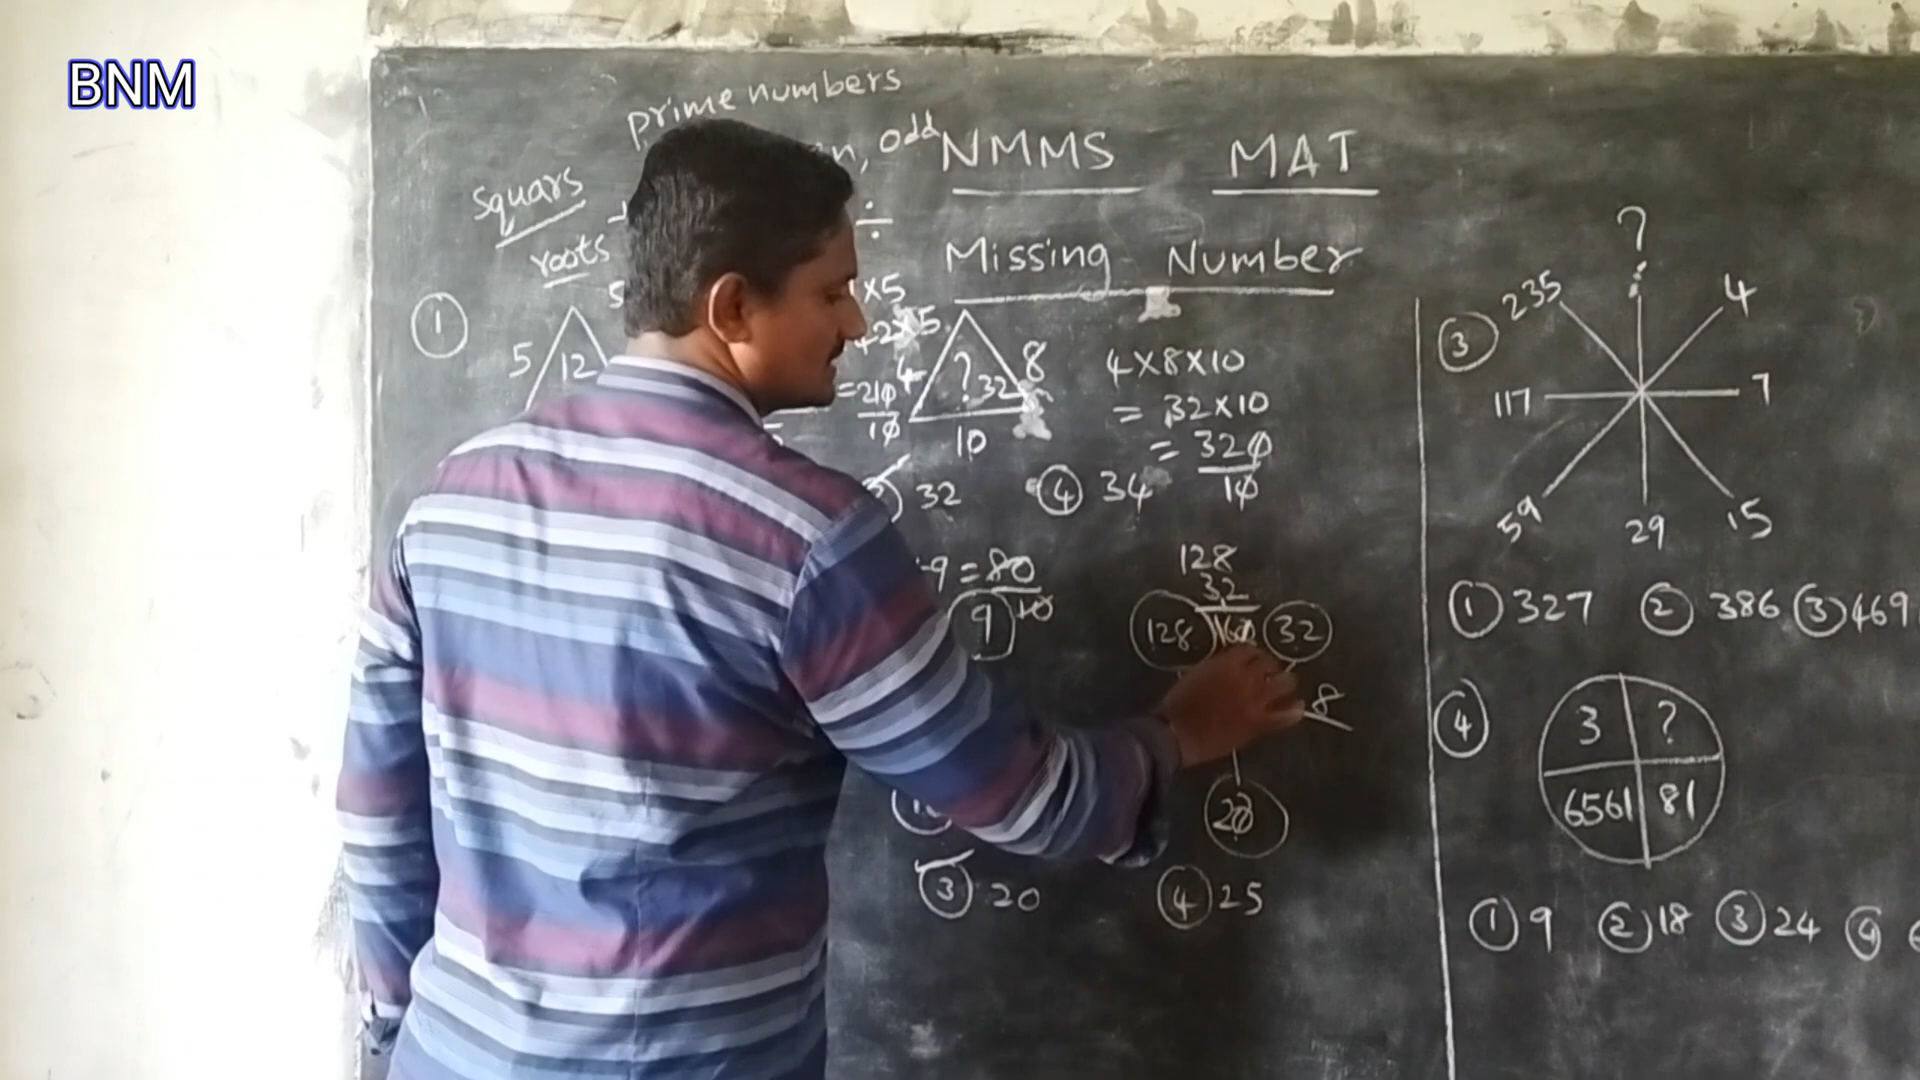 BNM
prime numbers
odd
NMMS MAT
squars
÷
roots
Missing Number
1
5 12
×5
42×5
4 ? 32 8
10
= 210
10
4×8×10
= 32×10
= 320
10
32 4 34
9 = 80
10
9
128
32
128 160 32
8
20
3 20 4 25
3
? 4 7 15 29 59 117 235
1 327 2 386 3 469
4
3 ?
6561 81
1 9 2 18 3 24 4